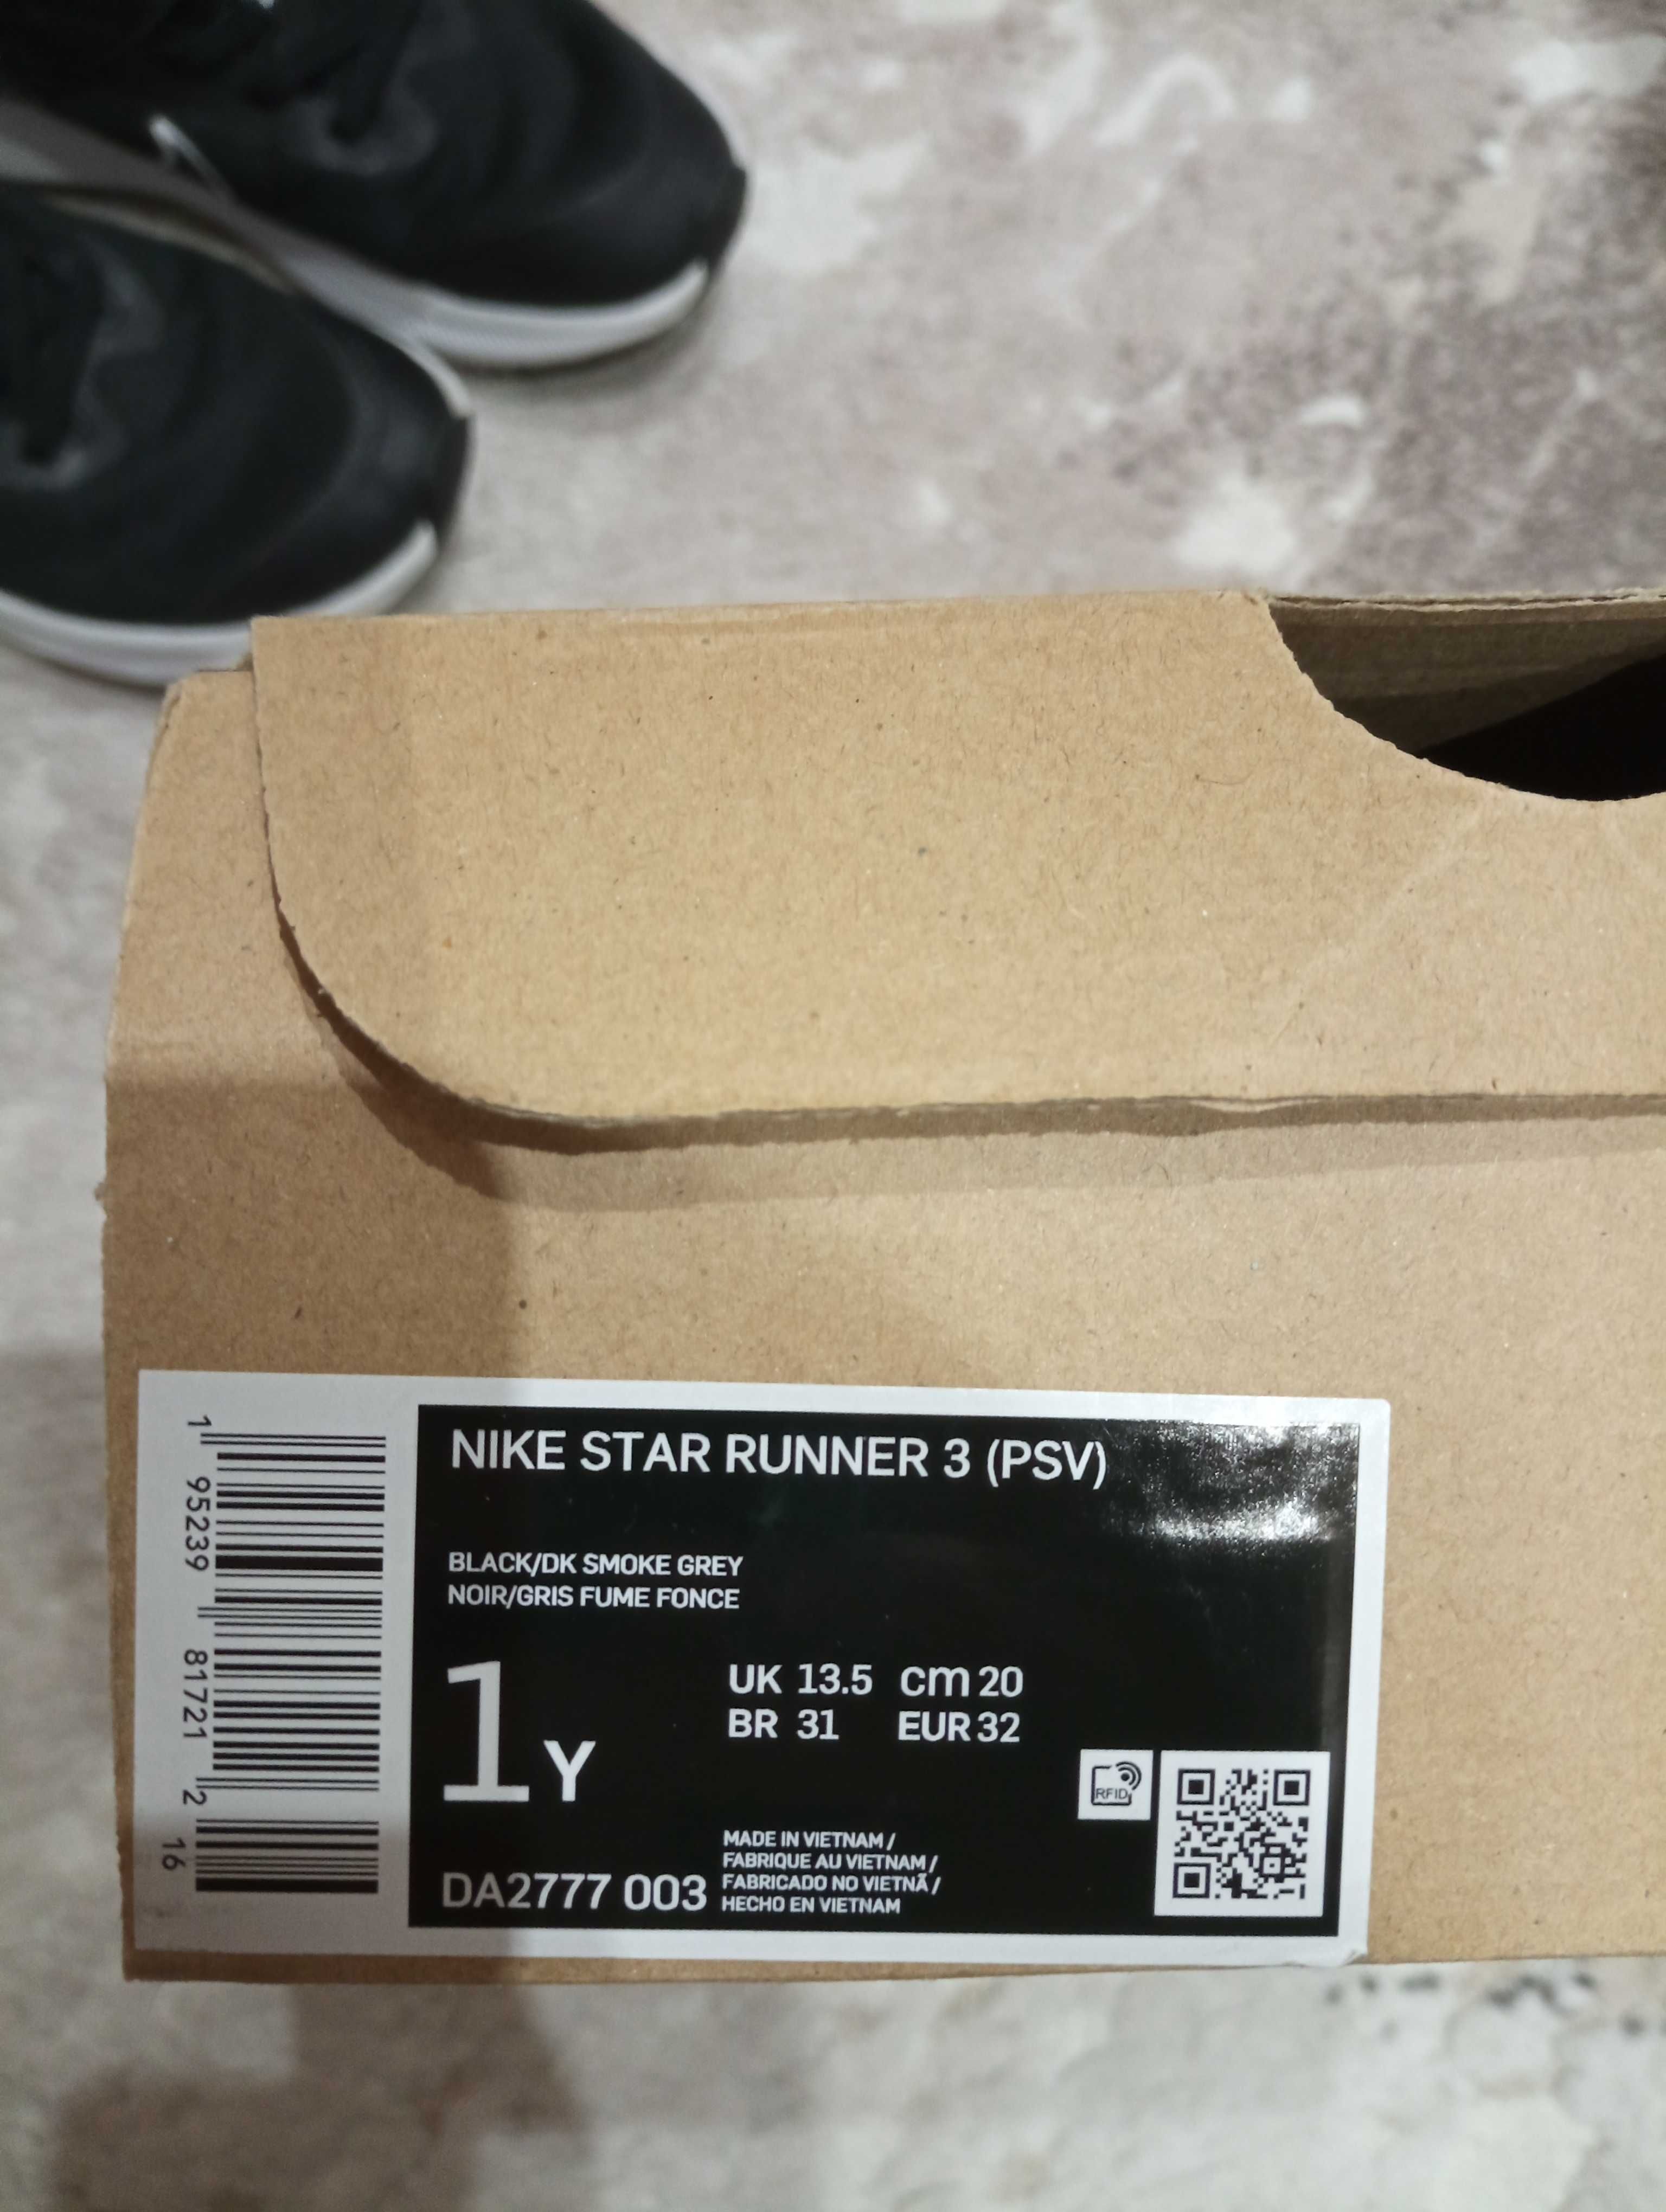 NIKE STAR RUNNER 3 (PSV)
BLACK/DK SMOKE GREY
NOIR/GRIS FUME FONCE
1Y
UK 13.5 cm 20
BR 31 EUR 32
RFID
DA2777 003
MADE IN VIETNAM /
FABRIQUE AU VIETNAM /
FABRICADO NO VIETNÃ /
HECHO EN VIETNAM
1 95239 81721 2 16